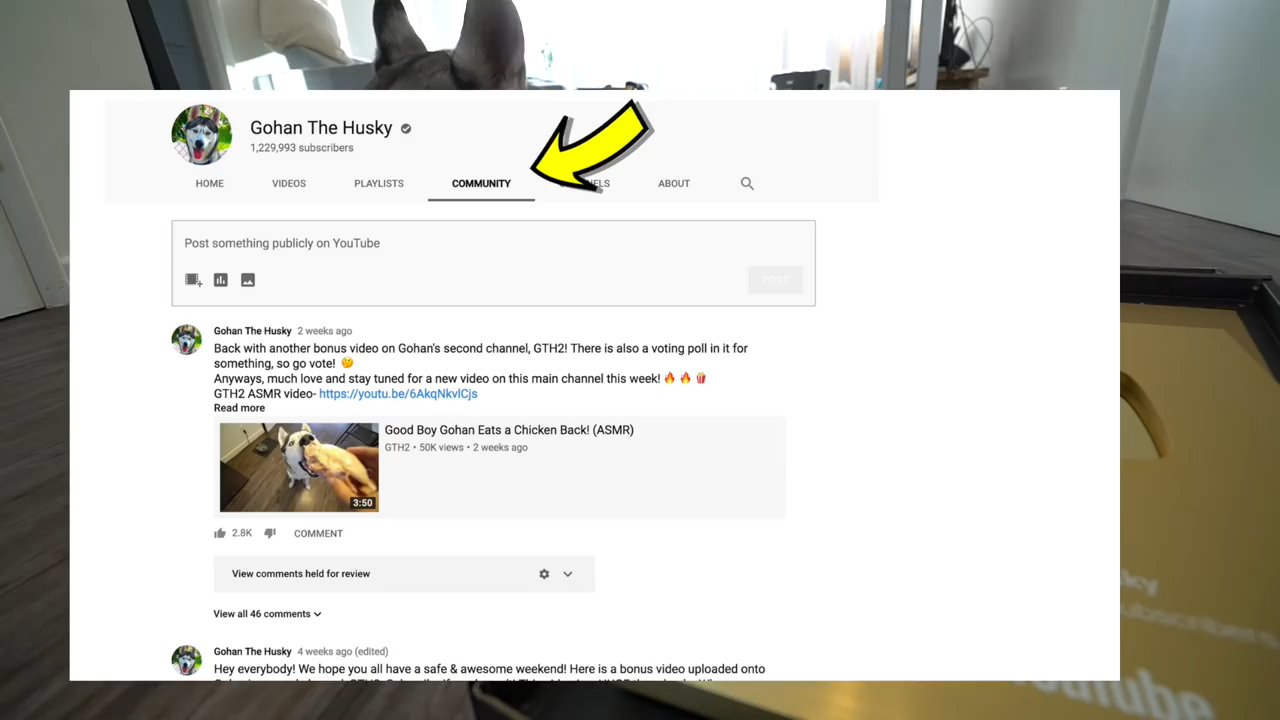 Gohan The Husky
1,229,993 subscribers
HOME VIDEOS PLAYLISTS COMMUNITY ABOUT
Post something publicly on YouTube
POST
Gohan The Husky 2 weeks ago
Back with another bonus video on Gohan's second channel, GTH2! There is also a voting poll in it for
something, so go vote! 🤔
Anyways, much love and stay tuned for a new video on this main channel this week! 🔥 🔥 🍿
GTH2 ASMR video- https://youtu.be/6AkqNkvlCjs
Read more
Good Boy Gohan Eats a Chicken Back! (ASMR)
GTH2 • 50K views • 2 weeks ago
3:50
2.8K COMMENT
View comments held for review
View all 46 comments
Gohan The Husky 4 weeks ago (edited)
Hey everybody! We hope you all have a safe & awesome weekend! Here is a bonus video uploaded onto
subscribers
YouTube